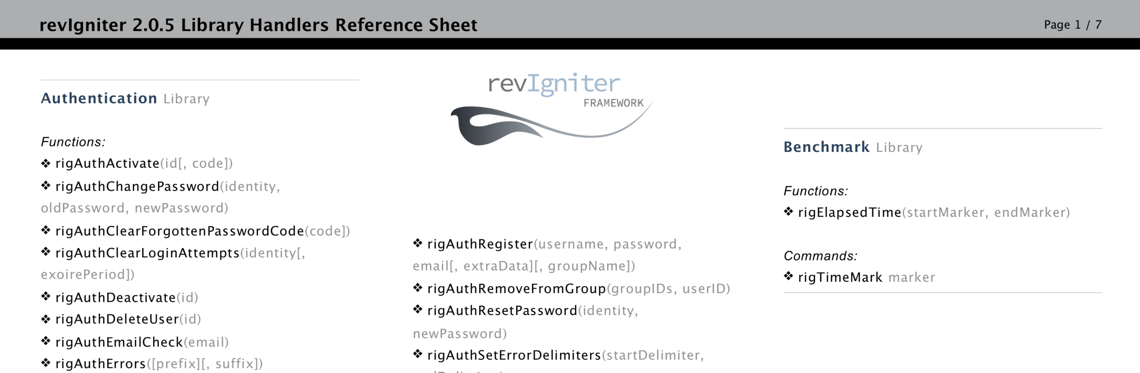 revIgniter 2.0.5 Library Handlers Reference Sheet
Page 1 / 7
Authentication Library
Functions:
❖ rigAuthActivate(id[, code])
❖ rigAuthChangePassword(identity,
oldPassword, newPassword)
❖ rigAuthClearForgottenPasswordCode(code])
❖ rigAuthClearLoginAttempts(identity[,
exoirePeriod])
❖ rigAuthDeactivate(id)
❖ rigAuthDeleteUser(id)
❖ rigAuthEmailCheck(email)
❖ rigAuthErrors([prefix][, suffix])
revIgniter
FRAMEWORK
❖ rigAuthRegister(username, password,
email[, extraData][, groupName])
❖ rigAuthRemoveFromGroup(groupIDs, userID)
❖ rigAuthResetPassword(identity,
newPassword)
❖ rigAuthSetErrorDelimiters(startDelimiter,
Benchmark Library
Functions:
❖ rigElapsedTime(startMarker, endMarker)
Commands:
❖ rigTimeMark marker